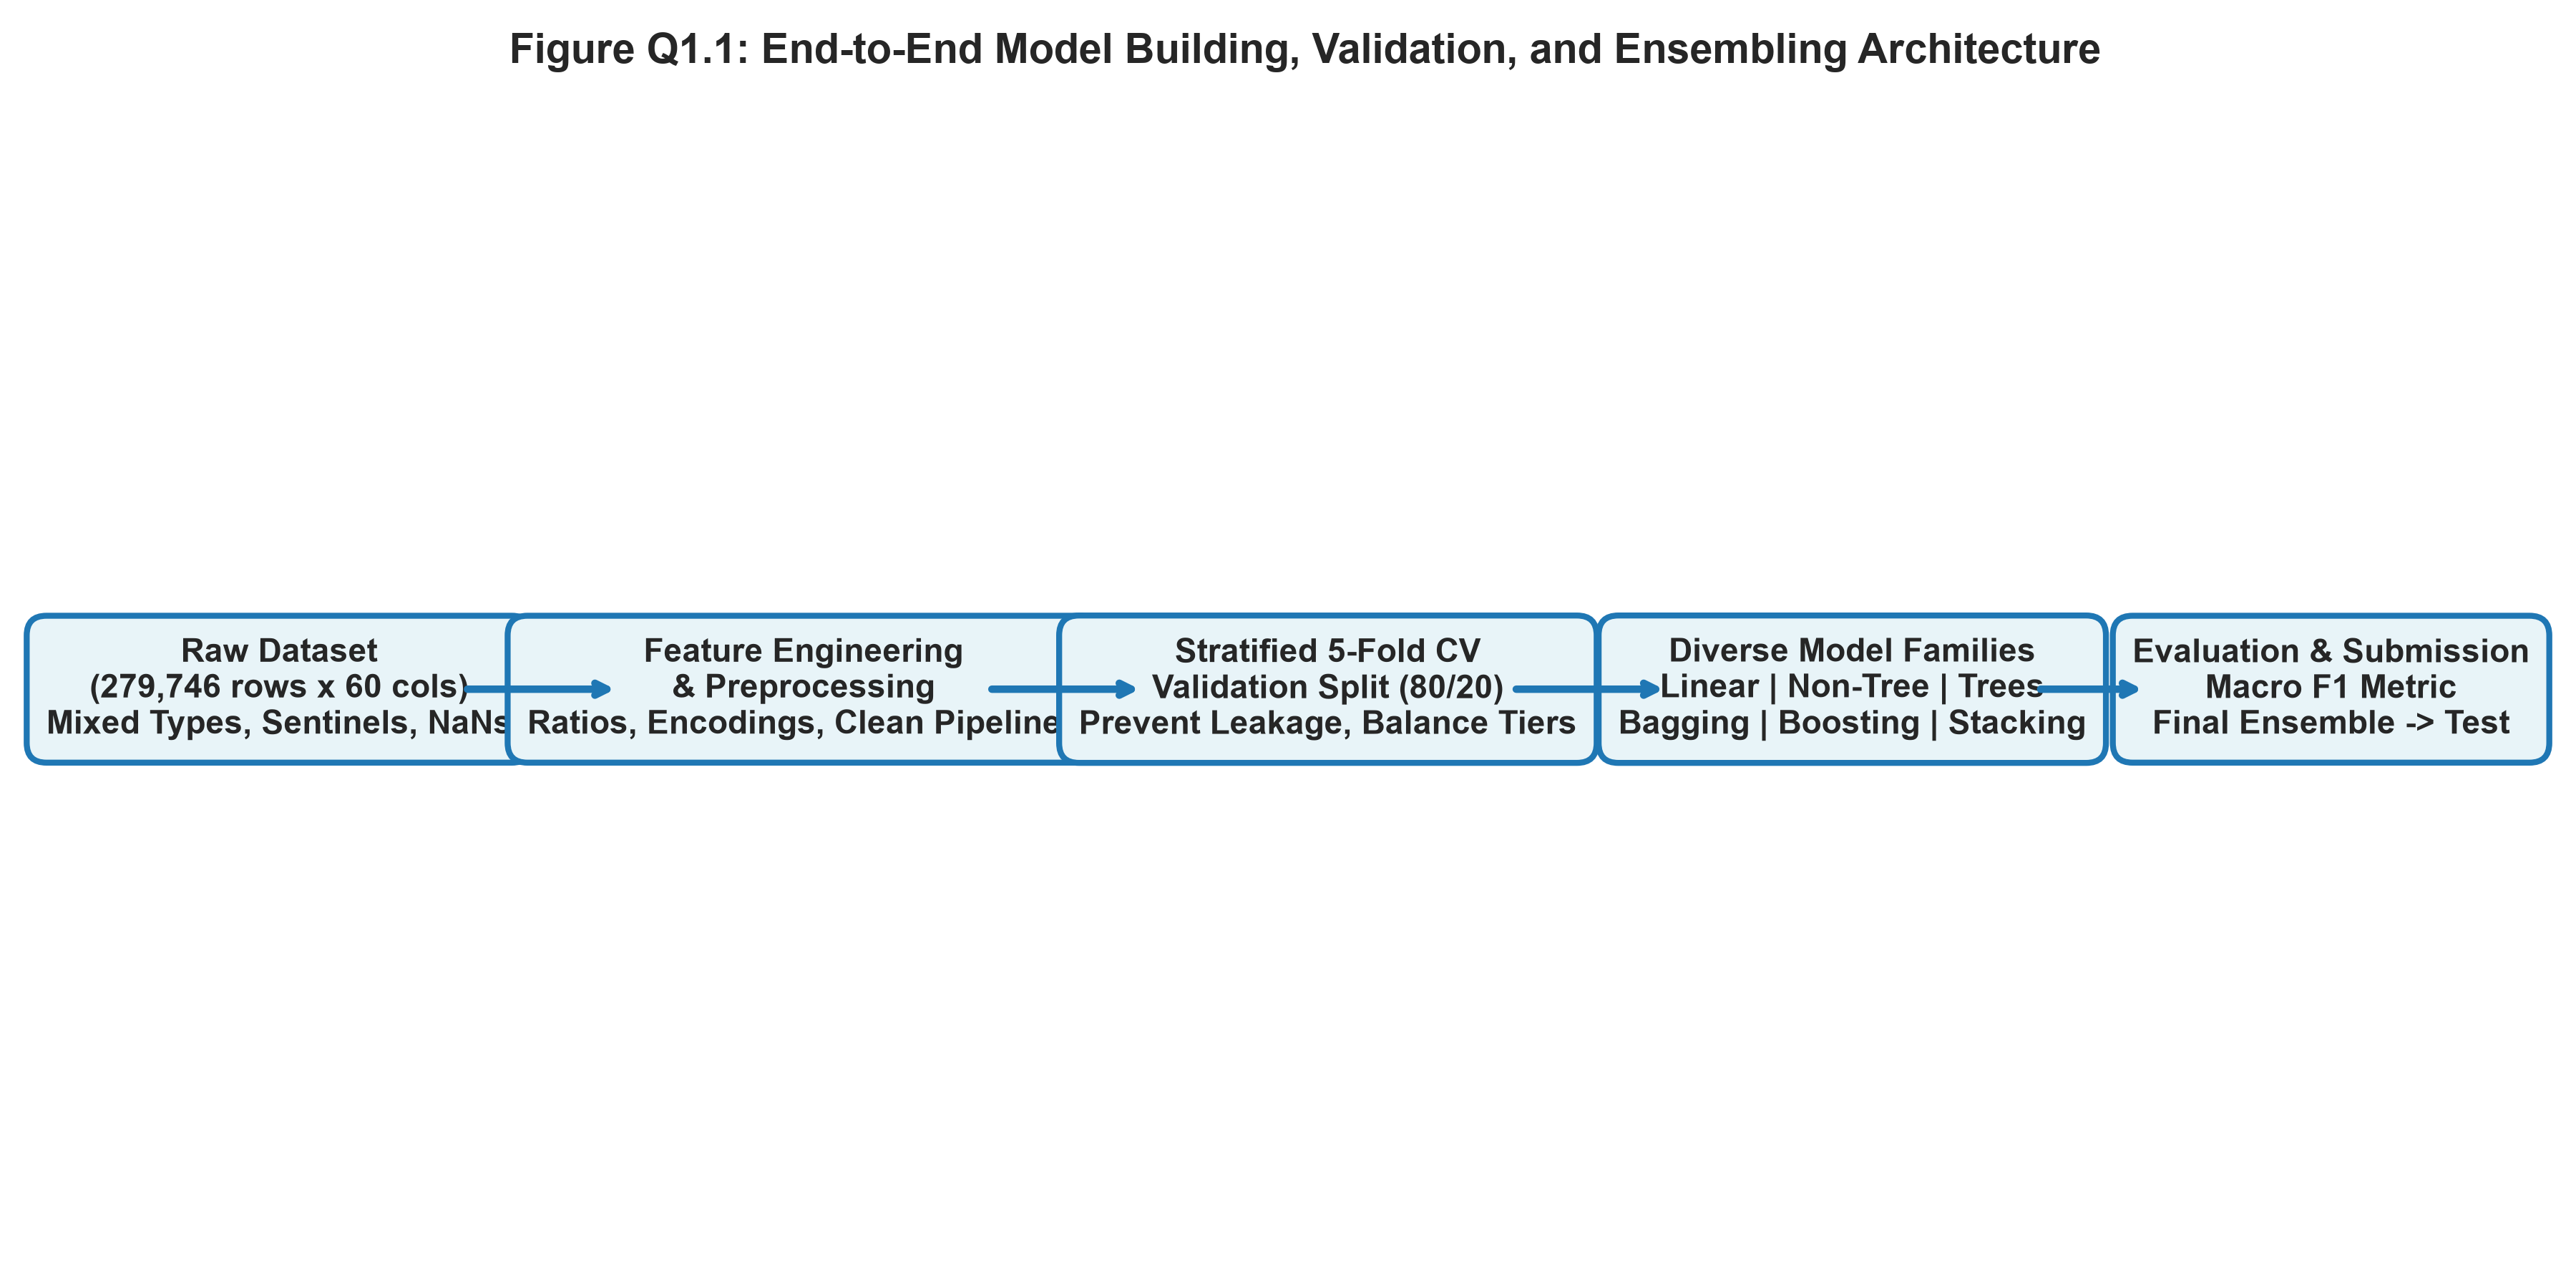 Figure Q1.1: End-to-End Model Building, Validation, and Ensembling Architecture
Raw Dataset
(279,746 rows x 60 cols)
Mixed Types, Sentinels, NaNs
Feature Engineering
& Preprocessing
Ratios, Encodings, Clean Pipeline
Stratified 5-Fold CV
Validation Split (80/20)
Prevent Leakage, Balance Tiers
Diverse Model Families
Linear | Non-Tree | Trees
Bagging | Boosting | Stacking
Evaluation & Submission
Macro F1 Metric
Final Ensemble -> Test